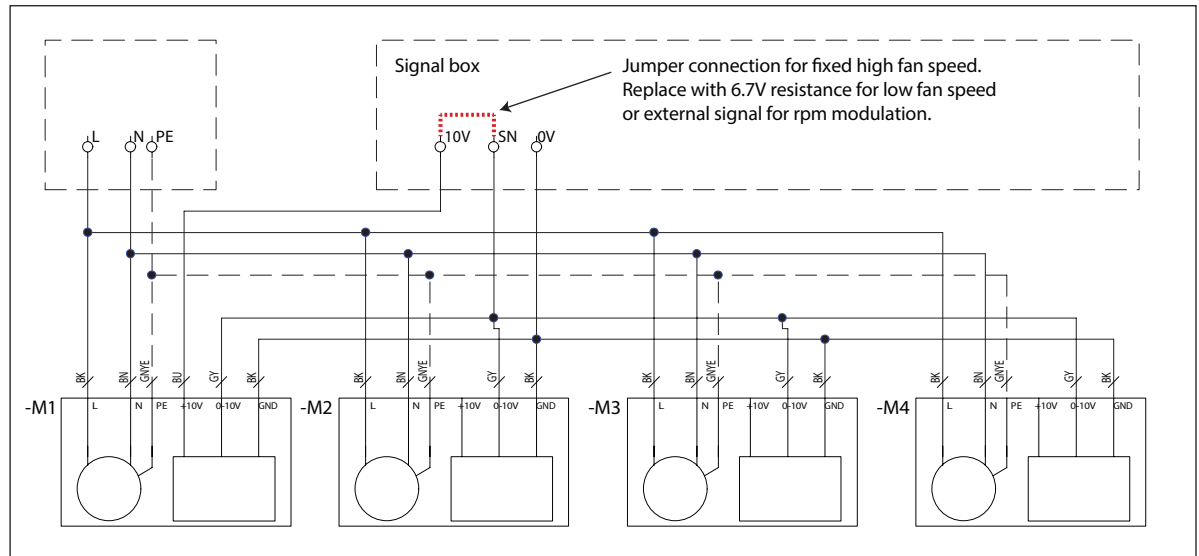 Signal box
Jumper connection for fixed high fan speed.
Replace with 6.7V resistance for low fan speed
or external signal for rpm modulation.
L N PE
10V SN 0V
BK BN GNYE BU GY BK
BK BN GNYE GY BK
BK BN GNYE GY BK
BK BN GNYE GY BK
-M1 L N PE +10V 0-10V GND
-M2 L N PE +10V 0-10V GND
-M3 L N PE +10V 0-10V GND
-M4 L N PE +10V 0-10V GND